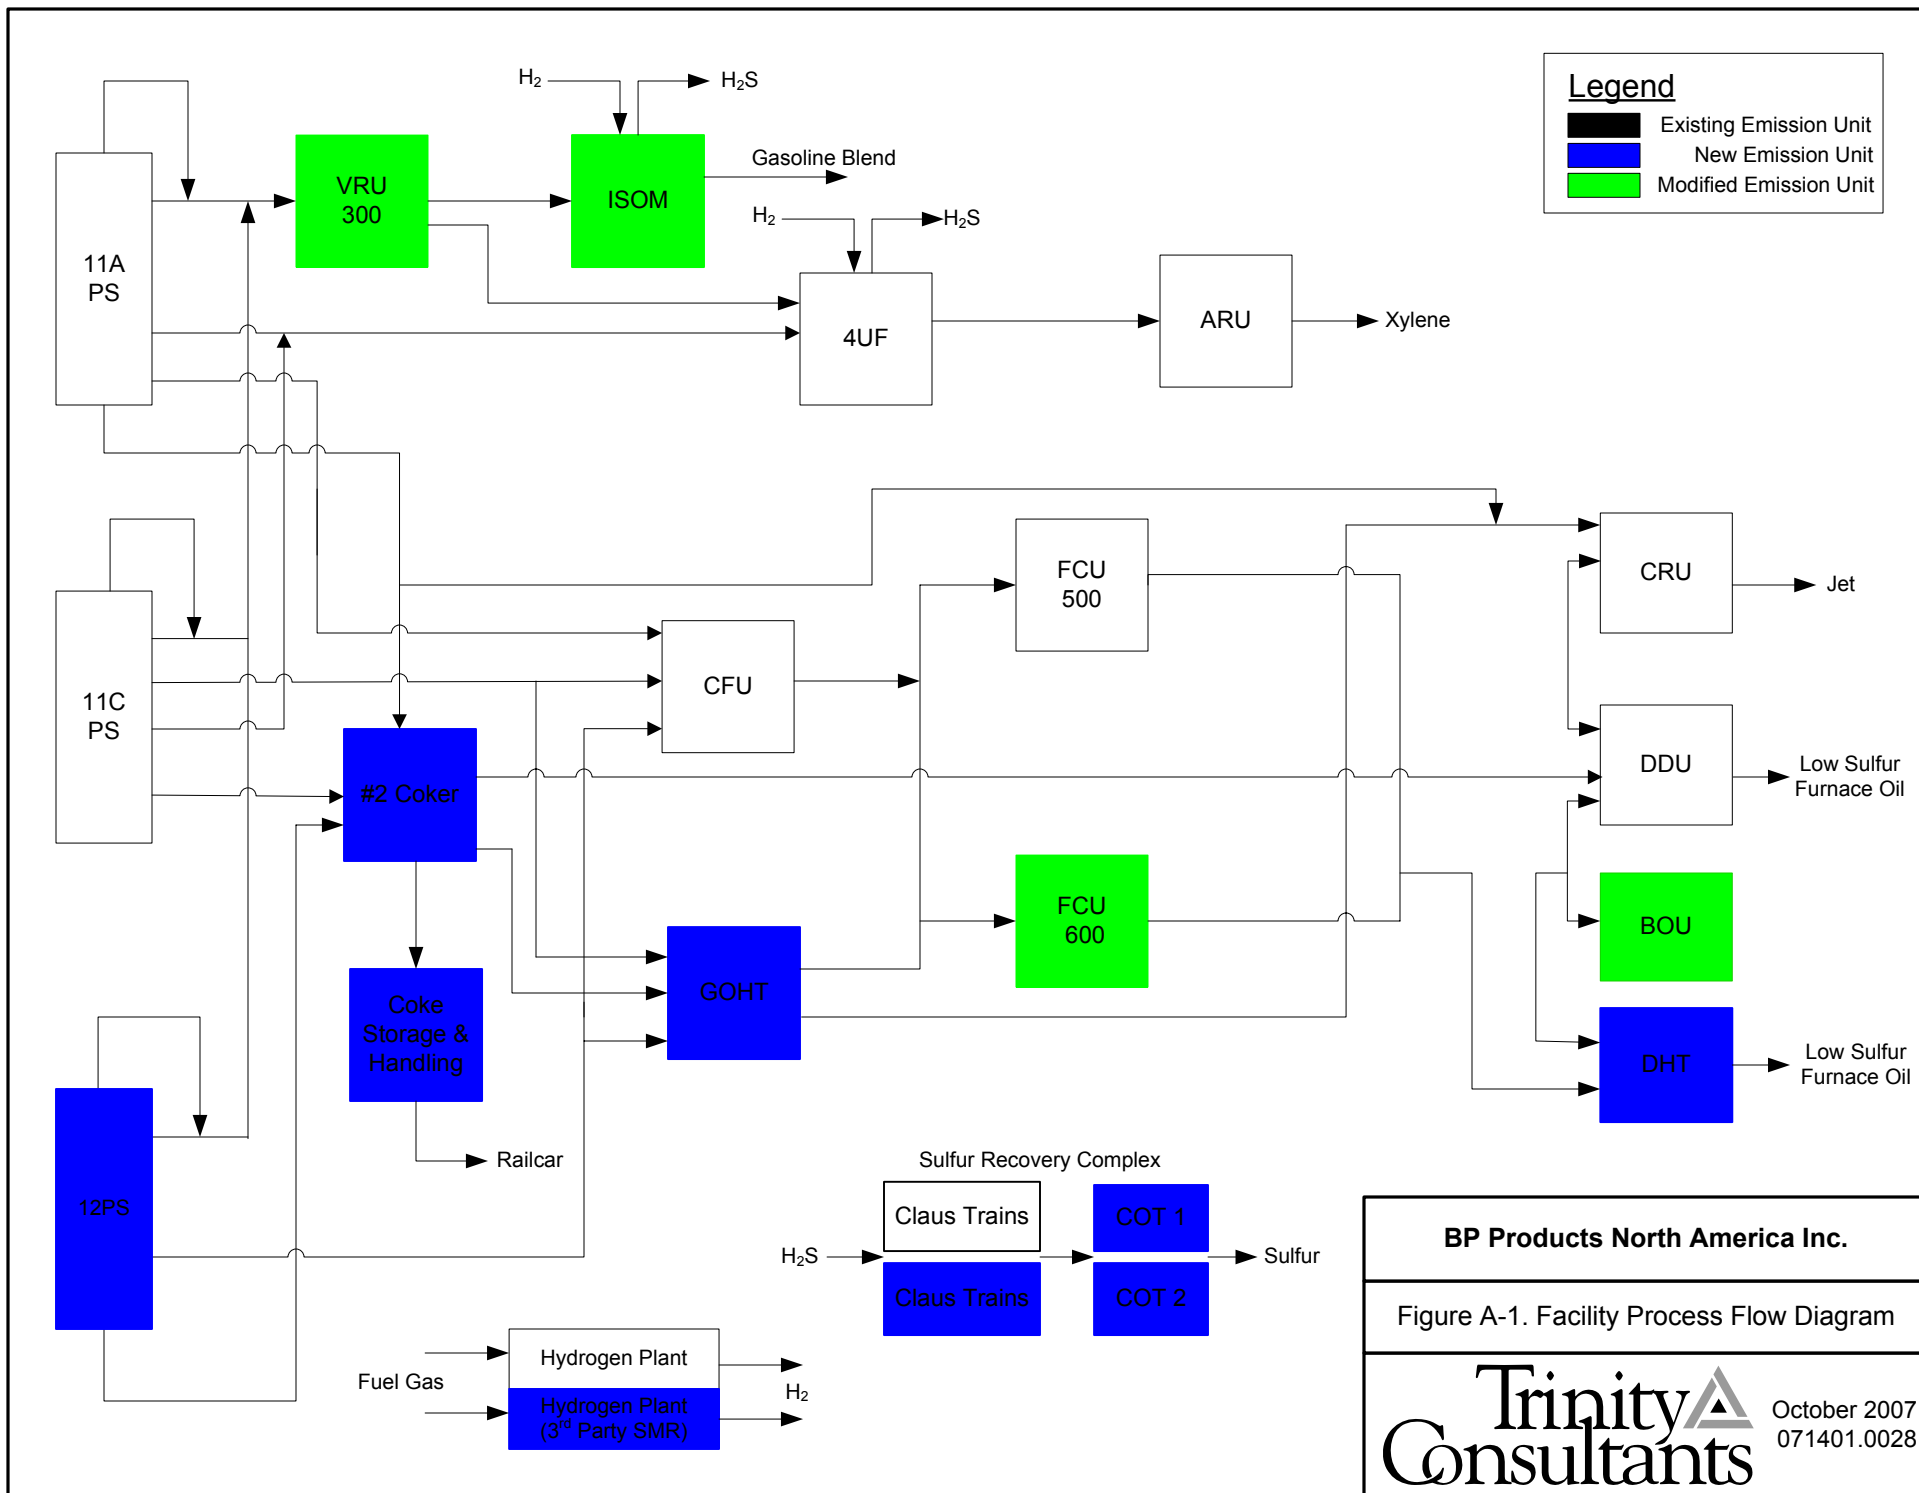 H2
H2S
Legend
Existing Emission Unit
New Emission Unit
Modified Emission Unit
Gasoline Blend
VRU
300
ISOM
H2
H2S
11A
PS
4UF
ARU
Xylene
FCU
500
CRU
Jet
CFU
11C
PS
#2 Coker
DDU
Low Sulfur
Furnace Oil
FCU
600
BOU
GOHT
Coke
Storage &
Handling
DHT
Low Sulfur
Furnace Oil
Railcar
12PS
Sulfur Recovery Complex
Claus Trains
COT 1
H2S
Sulfur
Claus Trains
COT 2
Hydrogen Plant
Fuel Gas
H2
Hydrogen Plant
(3rd Party SMR)
BP Products North America Inc.
Figure A-1. Facility Process Flow Diagram
Trinity
Consultants
October 2007
071401.0028